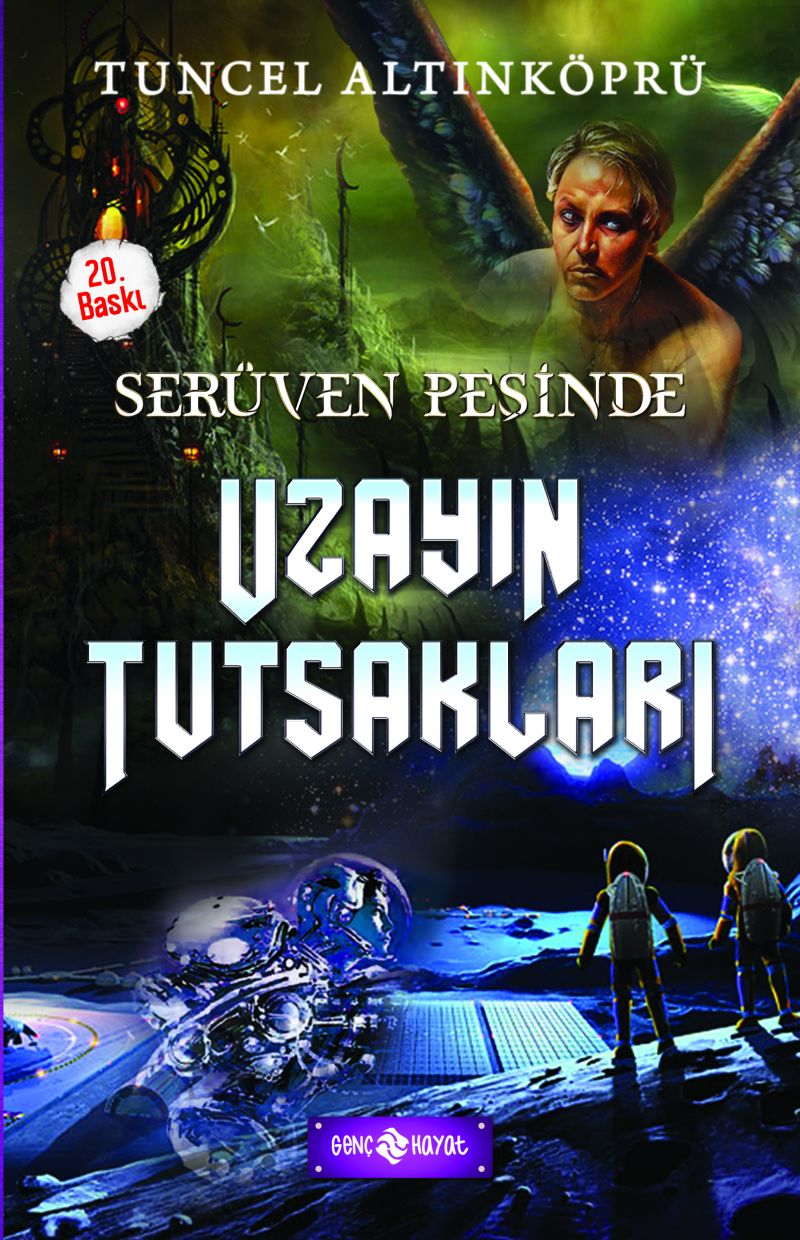 TUNCEL ALTINKÖPRÜ
20.
Baskı
SERÜVEN PEŞİNDE
UZAYIN
TUTSAKLARI
GENÇ HAYAT